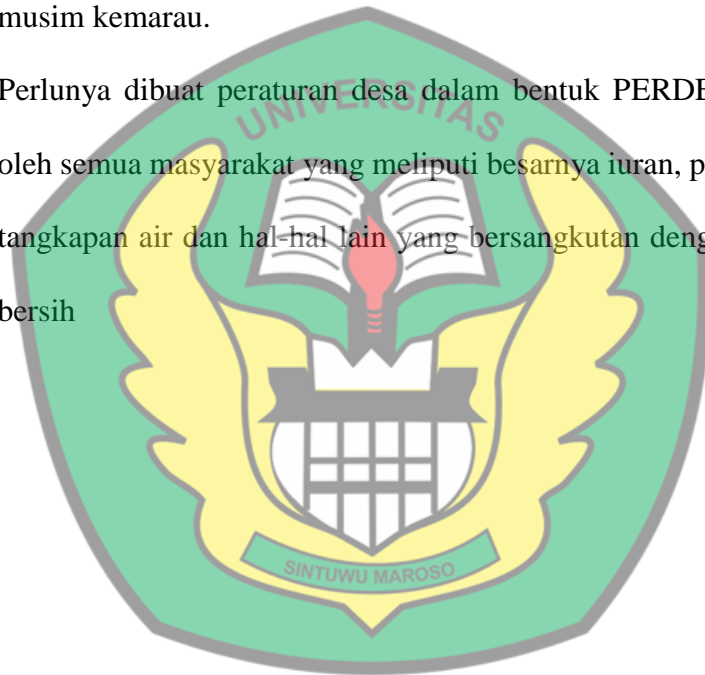 musim kemarau.
Perlunya dibuat peraturan desa dalam bentuk PERDE
oleh semua masyarakat yang meliputi besarnya iuran, p
tangkapan air dan hal-hal lain yang bersangkutan deng
bersih
UNIVERSITAS
SINTUWU MAROSO